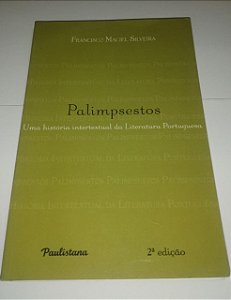 Francisco Maciel Silveira
Palimpsestos
Uma história intertextual da Literatura Portuguesa
Paulistana
2ª edição